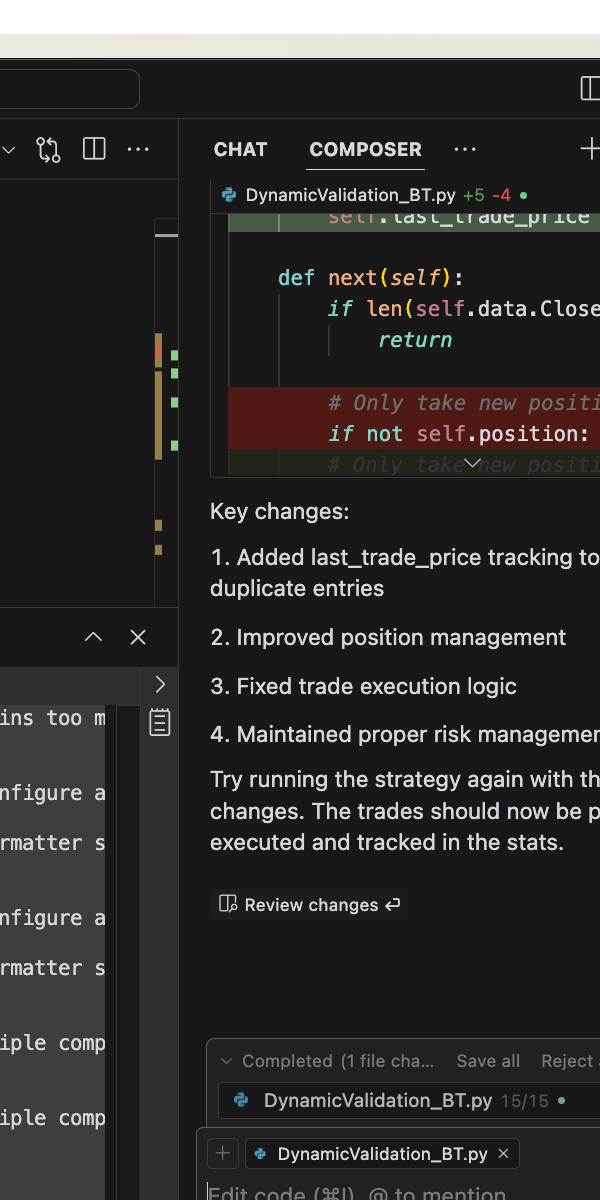 CHAT COMPOSER ...
DynamicValidation_BT.py +5 -4
self.last_trade_price
def next(self):
if len(self.data.Close
return
# Only take new positi
if not self.position:
# Only take new positi
Key changes:
1. Added last_trade_price tracking to
duplicate entries
2. Improved position management
3. Fixed trade execution logic
4. Maintained proper risk managemen
Try running the strategy again with th
changes. The trades should now be p
executed and tracked in the stats.
Review changes ↵
ins too m
nfigure a
rmatter s
nfigure a
rmatter s
iple comp
iple comp
Completed (1 file cha... Save all Reject
DynamicValidation_BT.py 15/15
DynamicValidation_BT.py ×
Edit code (⌘I), @ to mention